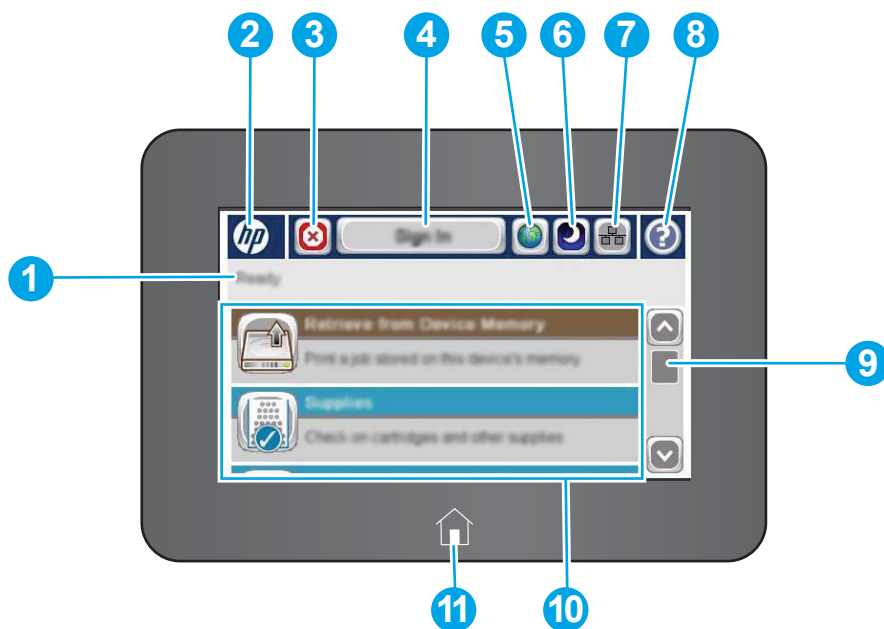 2 3 4 5 6 7 8
hp
Sign In
?
1
Ready
Retrieve from Device Memory
Print a job stored on this device's memory.
9
Supplies
Check on cartridges and other supplies
11 10